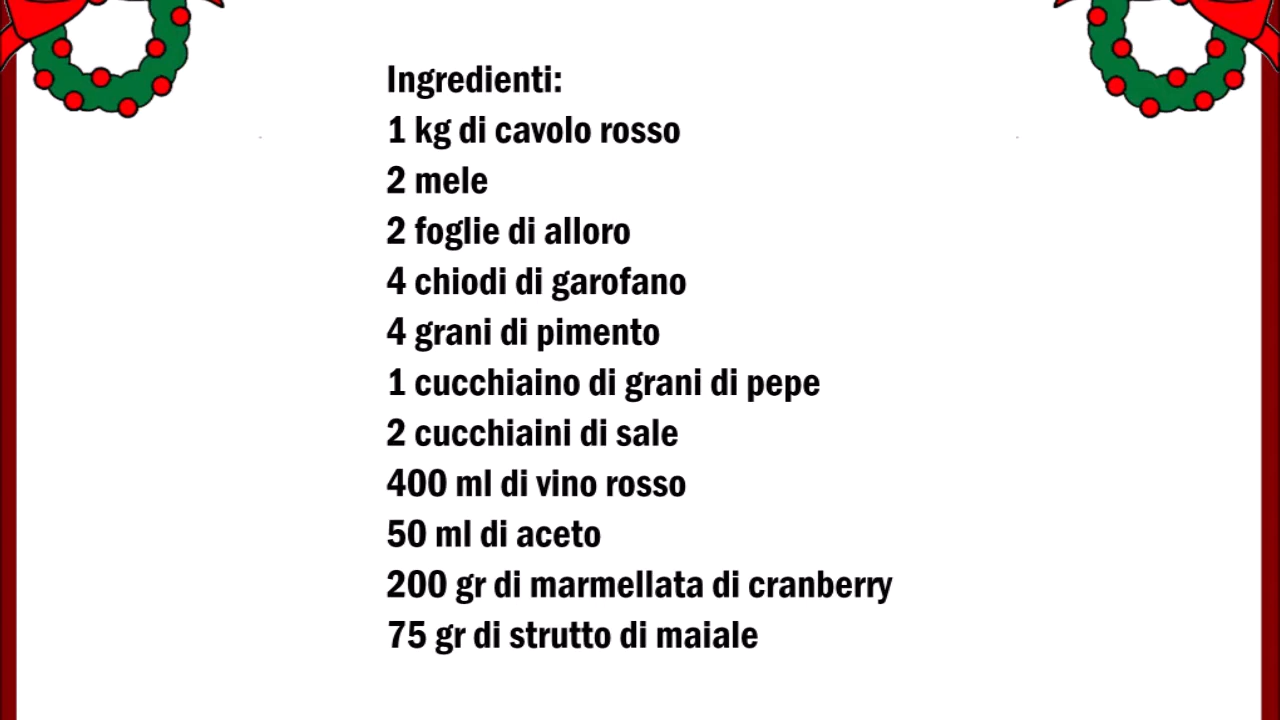 Ingredienti:
1 kg di cavolo rosso
2 mele
2 foglie di alloro
4 chiodi di garofano
4 grani di pimento
1 cucchiaino di grani di pepe
2 cucchiaini di sale
400 ml di vino rosso
50 ml di aceto
200 gr di marmellata di cranberry
75 gr di strutto di maiale